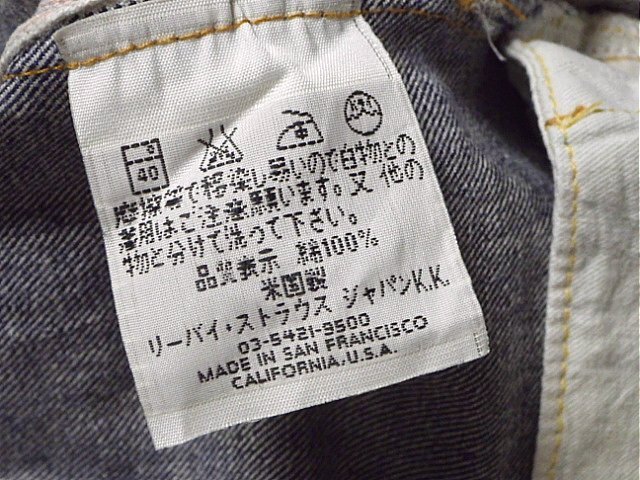 40
摩擦等で移染し易いので白物との
着用はご注意願います。又 他の
物と分けて洗って下さい。
品質表示 綿100%
米国製
リーバイ・ストラウス ジャパンK.K.
03-5421-9500
MADE IN SAN FRANCISCO
CALIFORNIA.U.S.A.